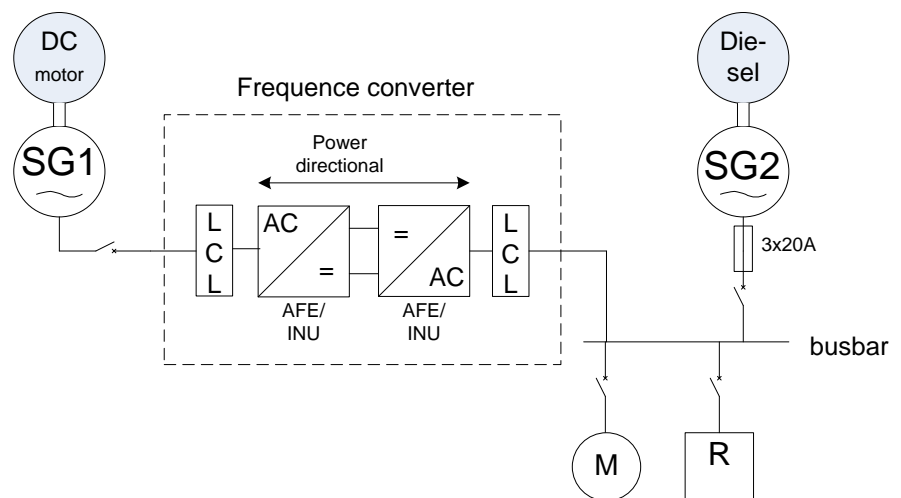 DC
motor
SG1
Frequence converter
Power
directional
L
C
L
AC
=
=
AC
L
C
L
AFE/
INU
AFE/
INU
Die-
sel
SG2
3x20A
busbar
M
R